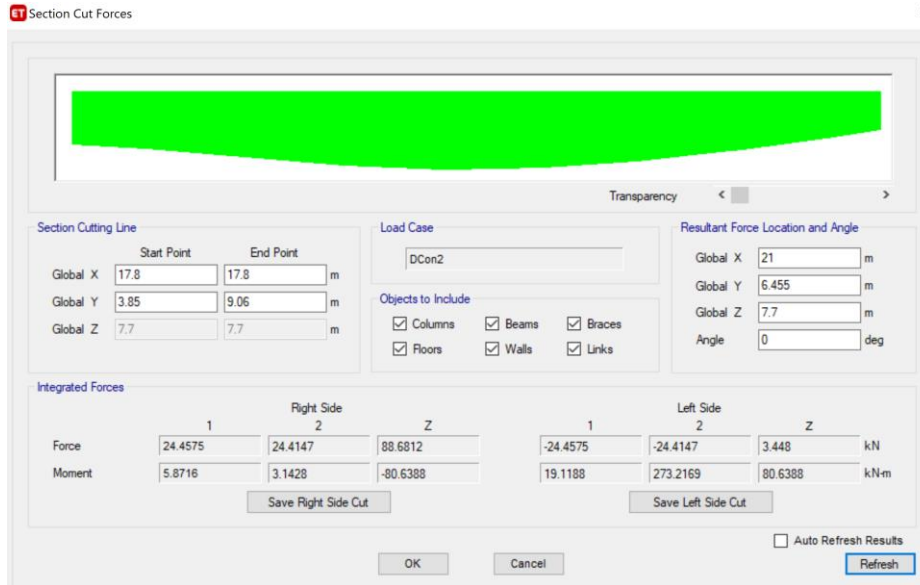 ET Section Cut Forces
Transparency < >
Section Cutting Line
Start Point End Point
Global X 17.8 17.8 m
Global Y 3.85 9.06 m
Global Z 7.7 7.7 m
Load Case
DCon2
Objects to Include
Columns Beams Braces
Floors Walls Links
Resultant Force Location and Angle
Global X 21 m
Global Y 6.455 m
Global Z 7.7 m
Angle 0 deg
Integrated Forces
Right Side Left Side
1 2 Z 1 2 Z
Force 24.4575 24.4147 88.6812 -24.4575 -24.4147 3.448 kN
Moment 5.8716 3.1428 -80.6388 19.1188 273.2169 80.6388 kN-m
Save Right Side Cut Save Left Side Cut
Auto Refresh Results
OK Cancel Refresh